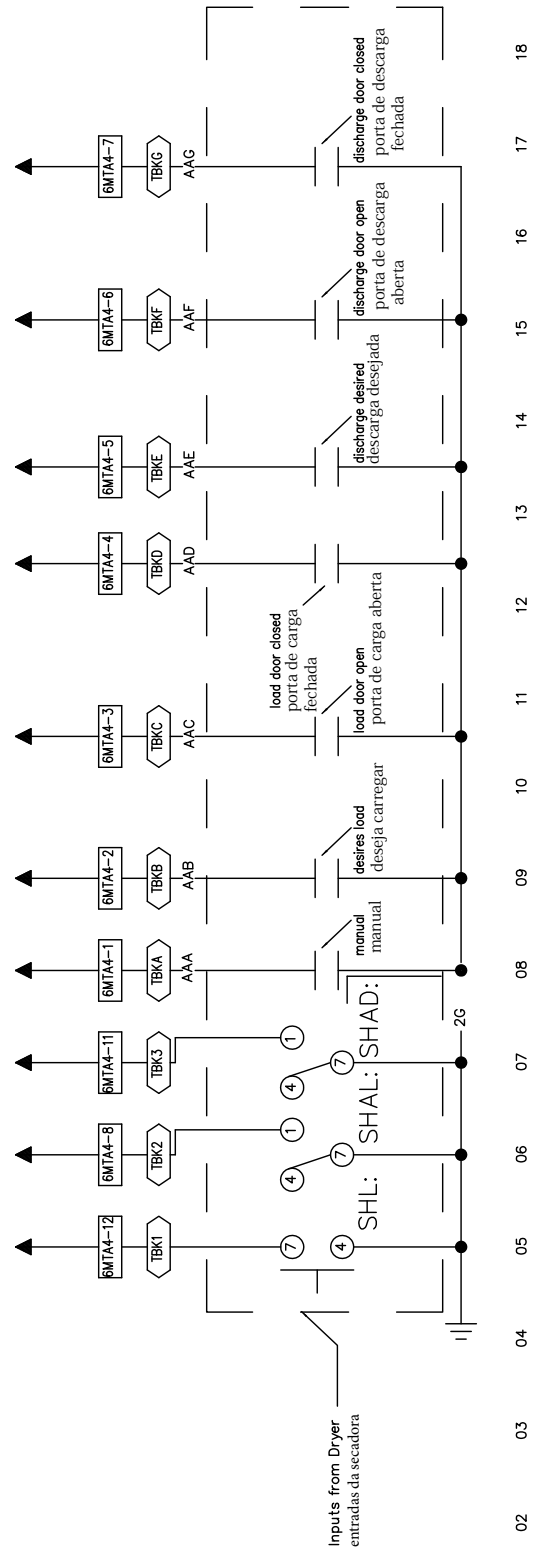 6MTA4-12
6MTA4-8
6MTA4-11
6MTA4-1
6MTA4-2
6MTA4-3
6MTA4-4
6MTA4-5
6MTA4-6
6MTA4-7
TBK1
TBK2
TBK3
TBKA
TBKB
TBKC
TBKD
TBKE
TBKF
TBKG
AAA
AAB
AAC
AAD
AAE
AAF
AAG
load door closed
porta de carga
fechada
7
4
1
4
1
4
7
7
SHL: SHAL: SHAD:
manual
manual
desires load
deseja carregar
load door open
porta de carga aberta
discharge desired
descarga desejada
discharge door open
porta de descarga
aberta
discharge door closed
porta de descarga
fechada
Inputs from Dryer
entradas da secadora
2G
02
03
04
05
06
07
08
09
10
11
12
13
14
15
16
17
18